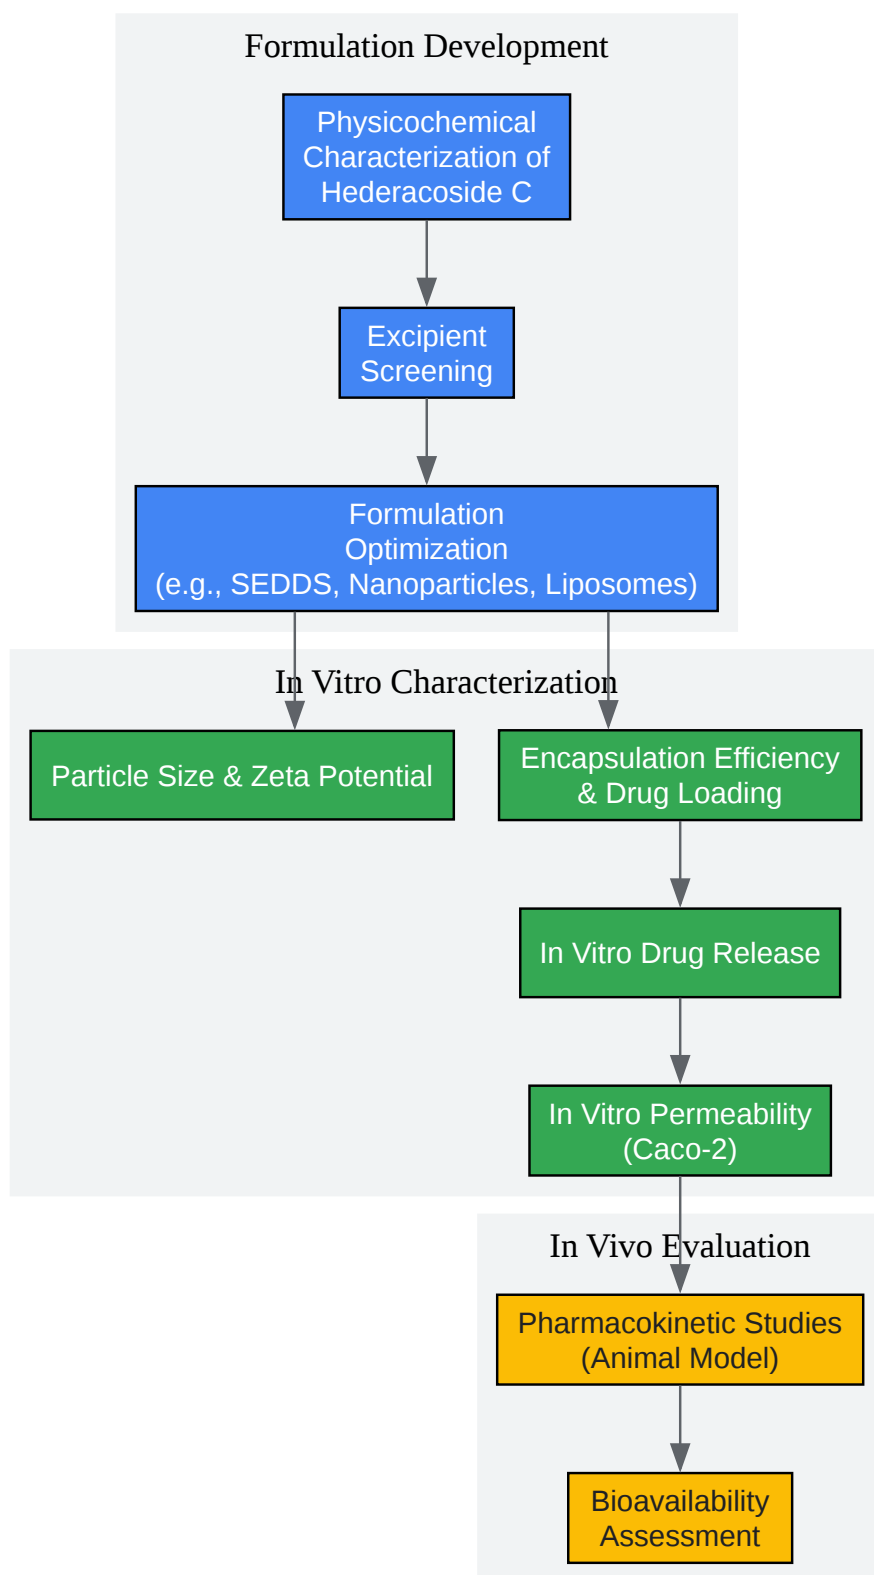 Formulation Development
Physicochemical
Characterization of
Hederacoside C
Excipient
Screening
Formulation
Optimization
(e.g., SEDDS, Nanoparticles, Liposomes)
In Vitro Characterization
Particle Size & Zeta Potential
Encapsulation Efficiency
& Drug Loading
In Vitro Drug Release
In Vitro Permeability
(Caco-2)
In Vivo Evaluation
Pharmacokinetic Studies
(Animal Model)
Bioavailability
Assessment